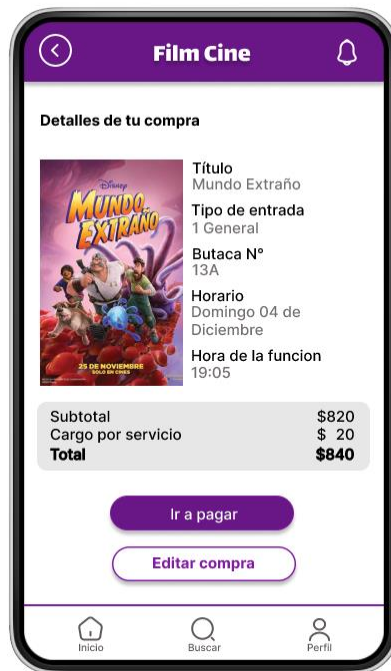 Film Cine
Detalles de tu compra
Disney
MUNDO
EXTRAÑO
25 DE NOVIEMBRE
SOLO EN CINES
Título
Mundo Extraño
Tipo de entrada
1 General
Butaca N°
13A
Horario
Domingo 04 de
Diciembre
Hora de la funcion
19:05
Subtotal $820
Cargo por servicio $ 20
Total $840
Ir a pagar
Editar compra
Inicio Buscar Perfil